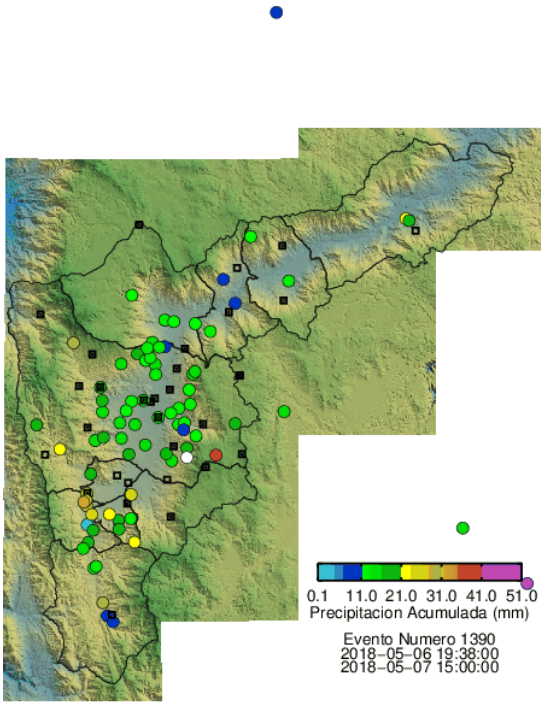 0.1 11.0 21.0 31.0 41.0 51.0
Precipitacion Acumulada (mm)
Evento Numero 1390
2018-05-06 19:38:00
2018-05-07 15:00:00